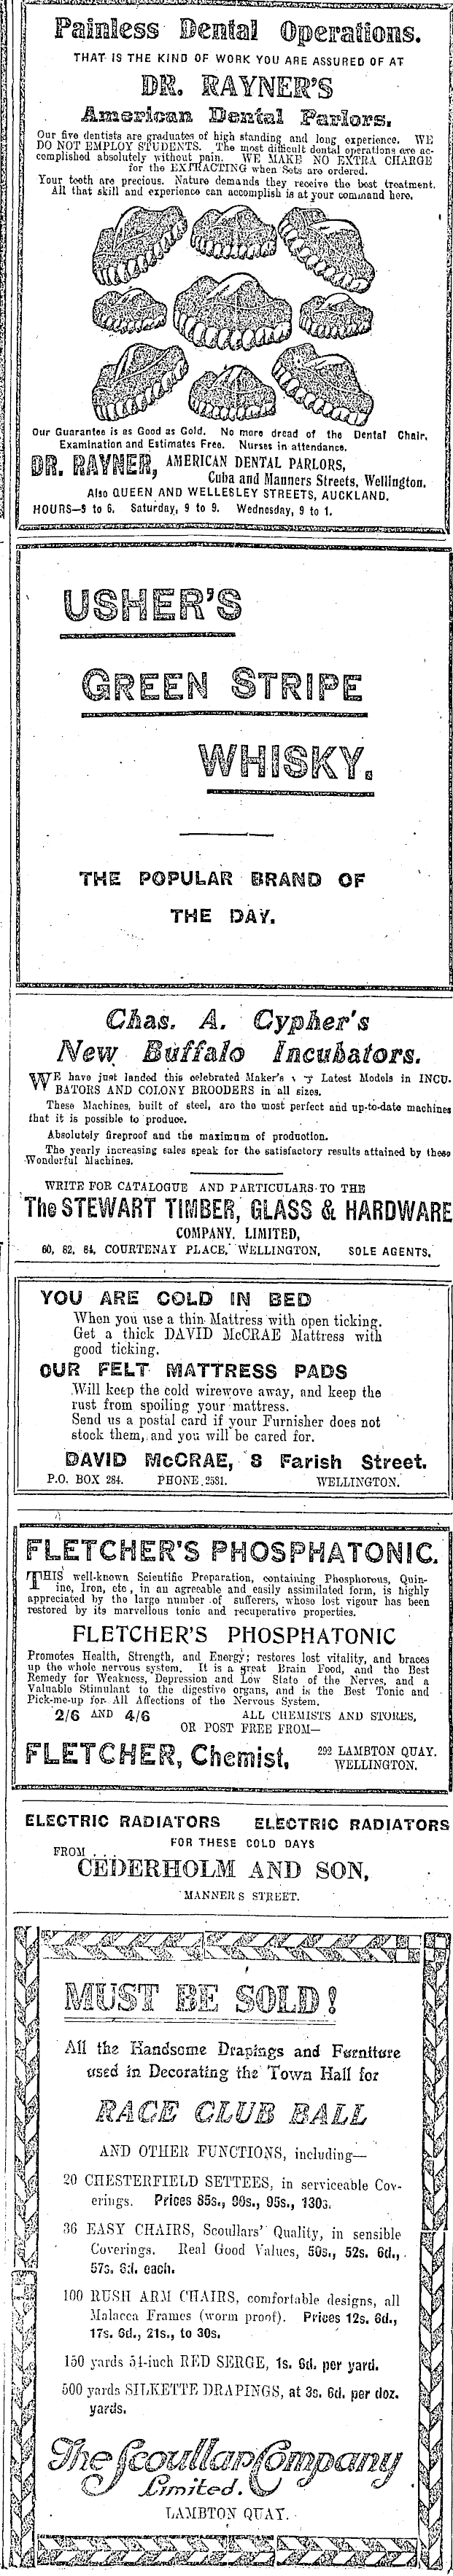 Painless Dental Operations.
THAT IS THE KIND OF WORK YOU ARE ASSURED OF AT
DR. RAYNER'S
American Dental Parlors.
Our five dentists are graduates of high standing and long experience. WE
DO NOT EMPLOY STUDENTS. The most difficult dental operations are ac-
complished absolutely without pain. WE MAKE NO EXTRA CHARGE
for the EXTRACTING when Sets are ordered.
Your teeth are precious. Nature demands they receive the best treatment.
All that skill and experience can accomplish is at your command here.
Our Guarantee is as Good as Gold. No more dread of the Dental Chair.
Examination and Estimates Free. Nurses in attendance.
DR. RAYNER, AMERICAN DENTAL PARLORS,
Cuba and Manners Streets, Wellington.
Also QUEEN AND WELLESLEY STREETS, AUCKLAND.
HOURS—9 to 6. Saturday, 9 to 9. Wednesday, 9 to 1.
USHER'S
GREEN STRIPE
WHISKY.
THE POPULAR BRAND OF
THE DAY.
Chas. A. Cypher's
New Buffalo Incubators.
WE have just landed this celebrated Maker's Latest Models in INCU-
BATORS AND COLONY BROODERS in all sizes.
These Machines, built of steel, are the most perfect and up-to-date machines
that it is possible to produce.
Absolutely fireproof and the maximum of production.
The yearly increasing sales speak for the satisfactory results attained by these
Wonderful Machines.
WRITE FOR CATALOGUE AND PARTICULARS TO THE
The STEWART TIMBER, GLASS & HARDWARE
COMPANY, LIMITED,
60, 62, 64, COURTENAY PLACE, WELLINGTON, SOLE AGENTS.
YOU ARE COLD IN BED
When you use a thin Mattress with open ticking.
Get a thick DAVID McCRAE Mattress with
good ticking.
OUR FELT MATTRESS PADS
Will keep the cold wirewove away, and keep the
rust from spoiling your mattress.
Send us a postal card if your Furnisher does not
stock them, and you will be cared for.
DAVID McCRAE, 8 Farish Street.
P.O. BOX 284. PHONE 2581. WELLINGTON.
FLETCHER'S PHOSPHATONIC.
THIS well-known Scientific Preparation, containing Phosphorous, Quin-
ine, Iron, etc, in an agreeable and easily assimilated form, is highly
appreciated by the large number of sufferers, whose lost vigour has been
restored by its marvellous tonic and recuperative properties.
FLETCHER'S PHOSPHATONIC
Promotes Health, Strength, and Energy; restores lost vitality, and braces
up the whole nervous system. It is a great Brain Food, and the Best
Remedy for Weakness, Depression and Low State of the Nerves, and a
Valuable Stimulant to the digestive organs, and is the Best Tonic and
Pick-me-up for All Affections of the Nervous System.
2/6 AND 4/6 ALL CHEMISTS AND STORES,
OR POST FREE FROM—
FLETCHER, Chemist, 292 LAMBTON QUAY.
WELLINGTON.
ELECTRIC RADIATORS ELECTRIC RADIATORS
FOR THESE COLD DAYS
FROM . . .
CEDERHOLM AND SON,
MANNERS STREET.
MUST BE SOLD!
All the Handsome Drapings and Furniture
used in Decorating the Town Hall for
RACE CLUB BALL
AND OTHER FUNCTIONS, including—
20 CHESTERFIELD SETTEES, in serviceable Cov-
erings. Prices 85s., 90s., 95s., 130s.
36 EASY CHAIRS, Scoullars' Quality, in sensible
Coverings. Real Good Values, 50s., 52s. 6d.,
57s. 6d. each.
100 RUSH ARM CHAIRS, comfortable designs, all
Malacca Frames (worm proof). Prices 12s. 6d.,
17s. 6d., 21s., to 30s.
150 yards 54-inch RED SERGE, 1s. 6d. per yard.
500 yards SILKETTE DRAPINGS, at 3s. 6d. per doz.
yards.
The Scoullar Company
Limited.
LAMBTON QUAY.